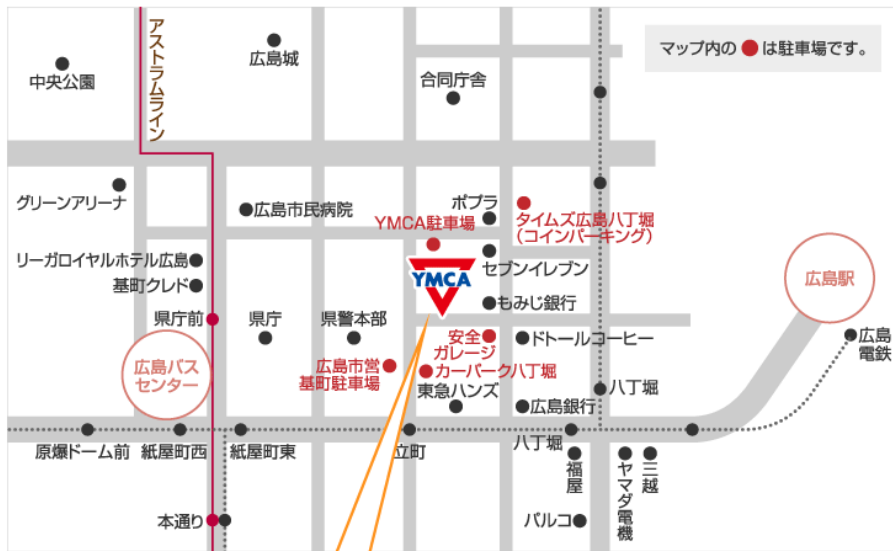 アストラムライン
中央公園
広島城
合同庁舎
マップ内の●は駐車場です。
グリーンアリーナ
広島市民病院
ポプラ
YMCA駐車場
タイムズ広島八丁堀
(コインパーキング)
リーガロイヤルホテル広島
基町クレド
YMCA
セブンイレブン
もみじ銀行
広島駅
県庁前
県庁
県警本部
安全
ガレージ
ドトールコーヒー
広島
電鉄
広島バス
センター
広島市営
基町駐車場
カーパーク八丁堀
東急ハンズ
広島銀行
八丁堀
原爆ドーム前
紙屋町西
紙屋町東
立町
八丁堀
福屋
ヤマダ電機
三越
本通り
パルコ